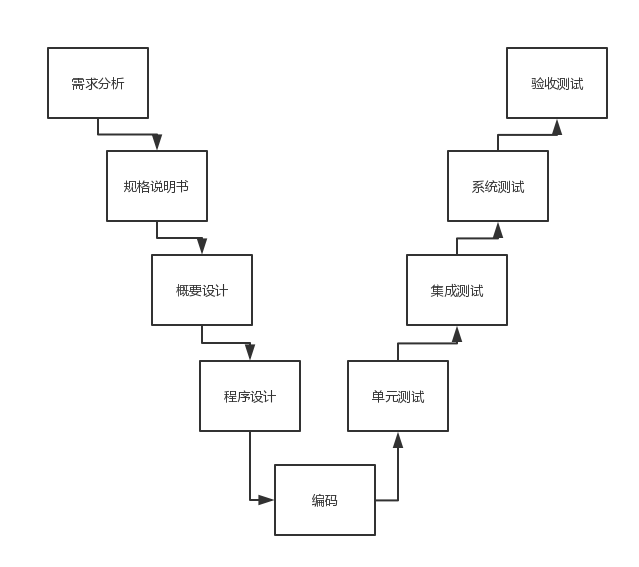 需求分析
验收测试
规格说明书
系统测试
概要设计
集成测试
程序设计
单元测试
编码